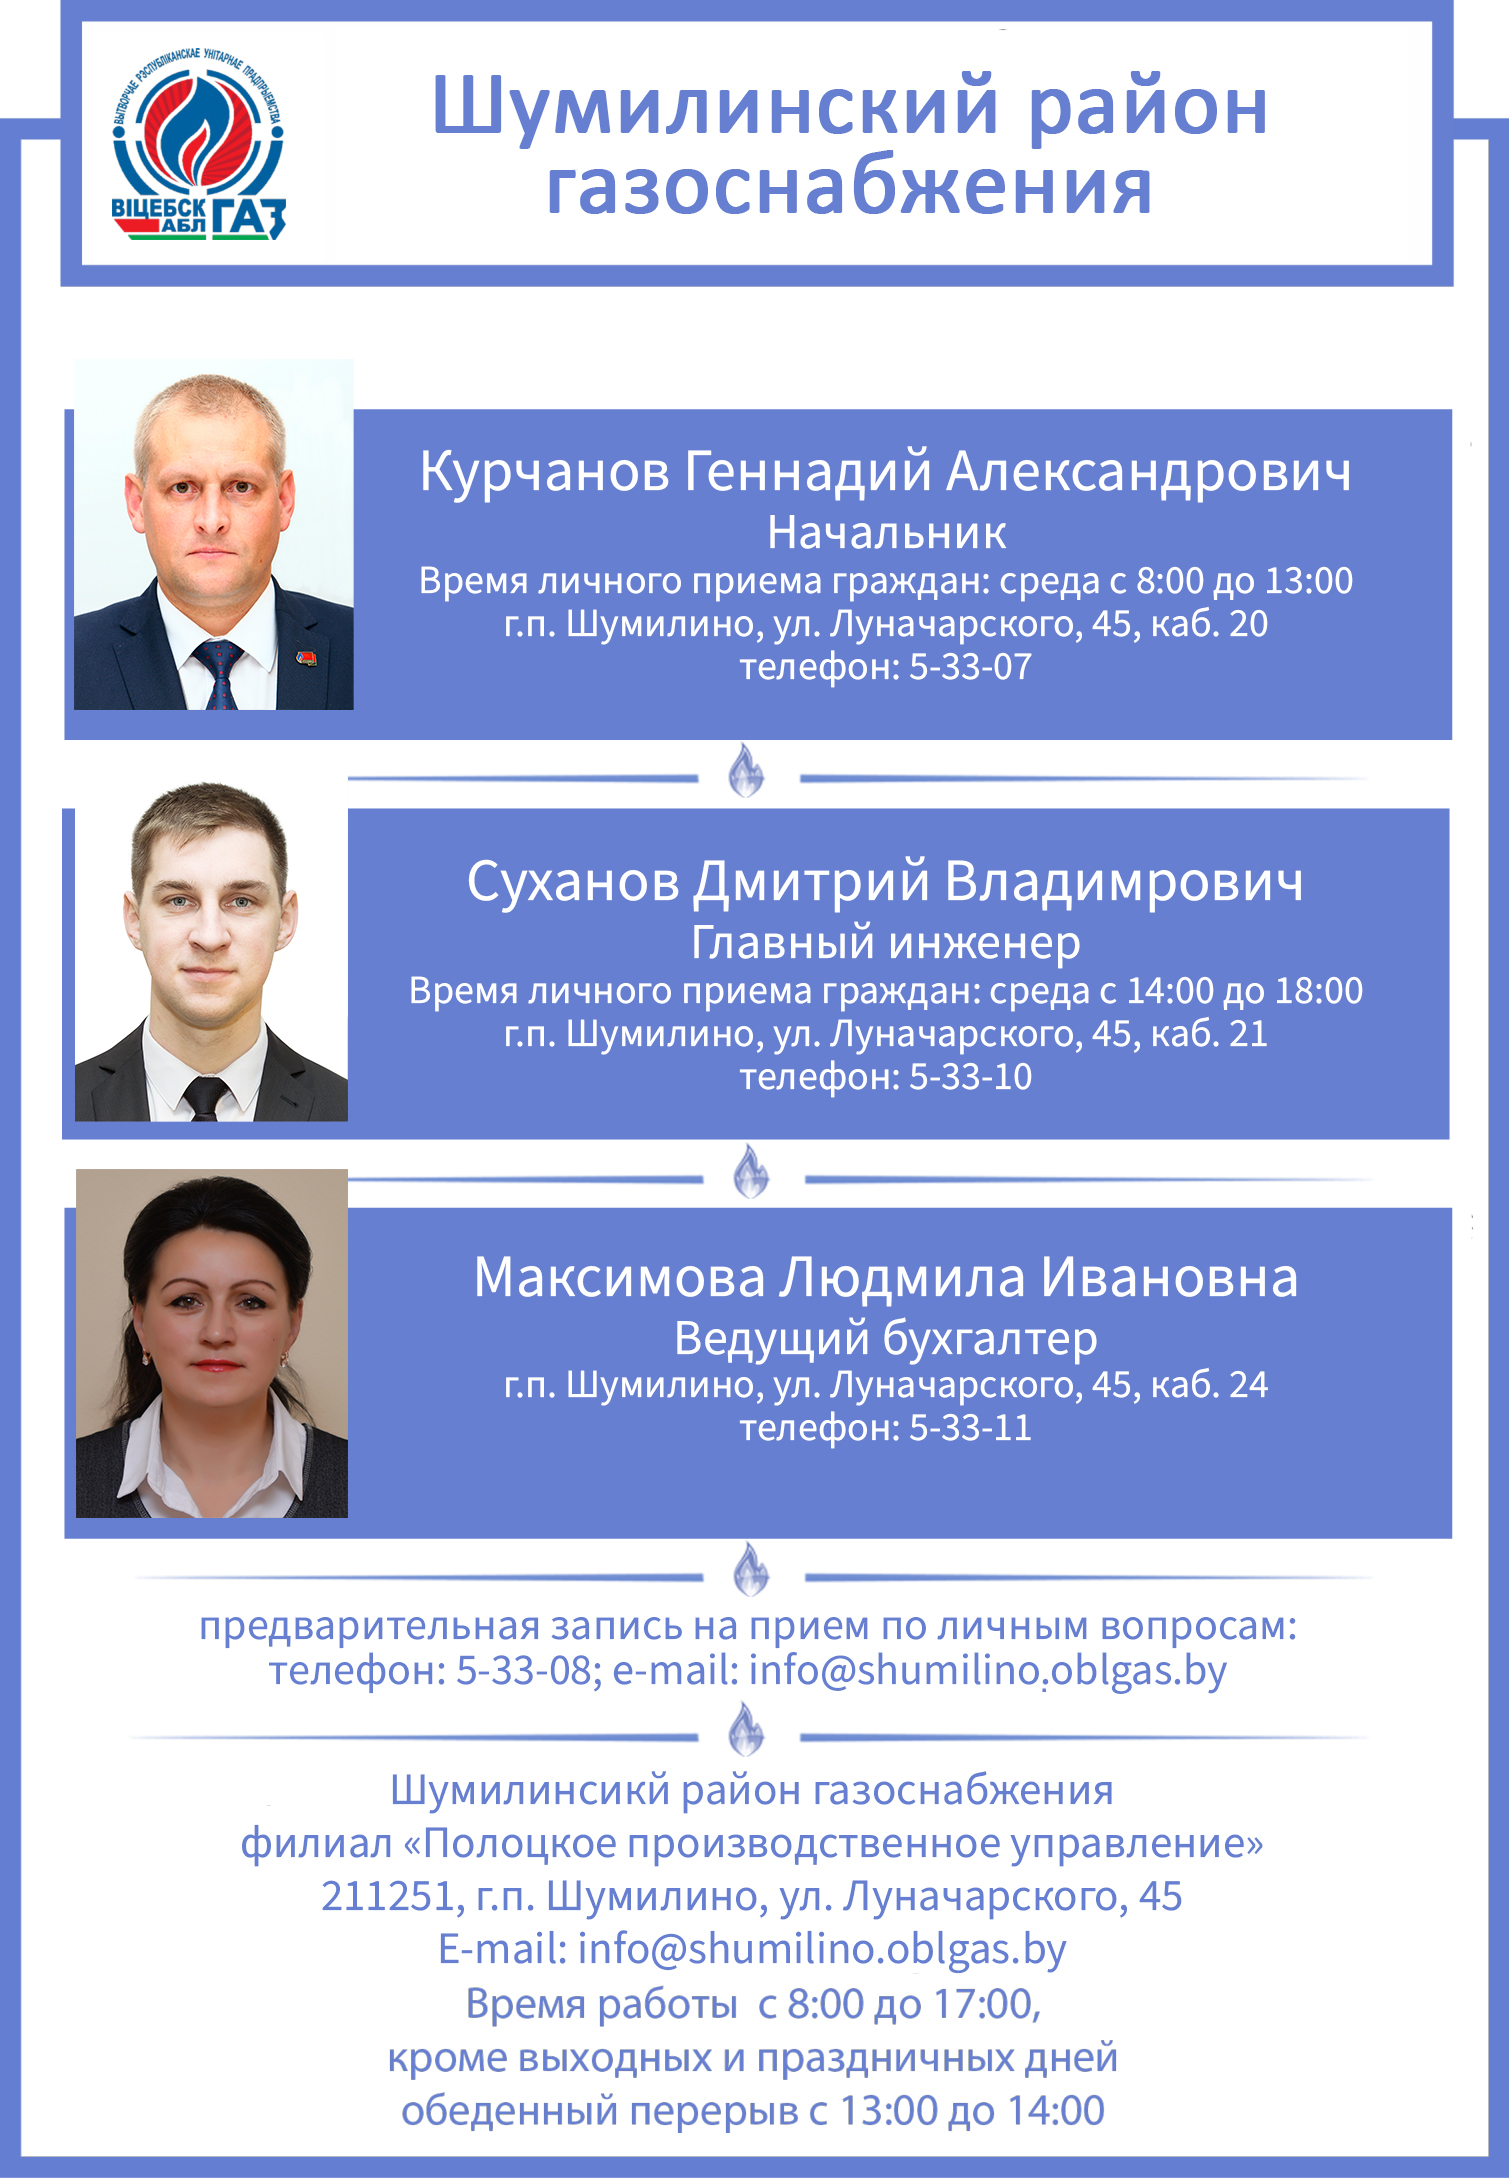 ВЫТВОРЧАЕ РЭСПУБЛІКАНСКАЕ УНІТАРНАЕ ПРАДПРЫЕМСТВА
ВІЦЕБСК
АБЛ
ГАЗ
Шумилинский район
газоснабжения
Курчанов Геннадий Александрович
Начальник
Время личного приема граждан: среда с 8:00 до 13:00
г.п. Шумилино, ул. Луначарского, 45, каб. 20
телефон: 5-33-07
Суханов Дмитрий Владимрович
Главный инженер
Время личного приема граждан: среда с 14:00 до 18:00
г.п. Шумилино, ул. Луначарского, 45, каб. 21
телефон: 5-33-10
Максимова Людмила Ивановна
Ведущий бухгалтер
г.п. Шумилино, ул. Луначарского, 45, каб. 24
телефон: 5-33-11
предварительная запись на прием по личным вопросам:
телефон: 5-33-08; e-mail: info@shumilino.oblgas.by
Шумилинсикй район газоснабжения
филиал «Полоцкое производственное управление»
211251, г.п. Шумилино, ул. Луначарского, 45
E-mail: info@shumilino.oblgas.by
Время работы с 8:00 до 17:00,
кроме выходных и праздничных дней
обеденный перерыв с 13:00 до 14:00